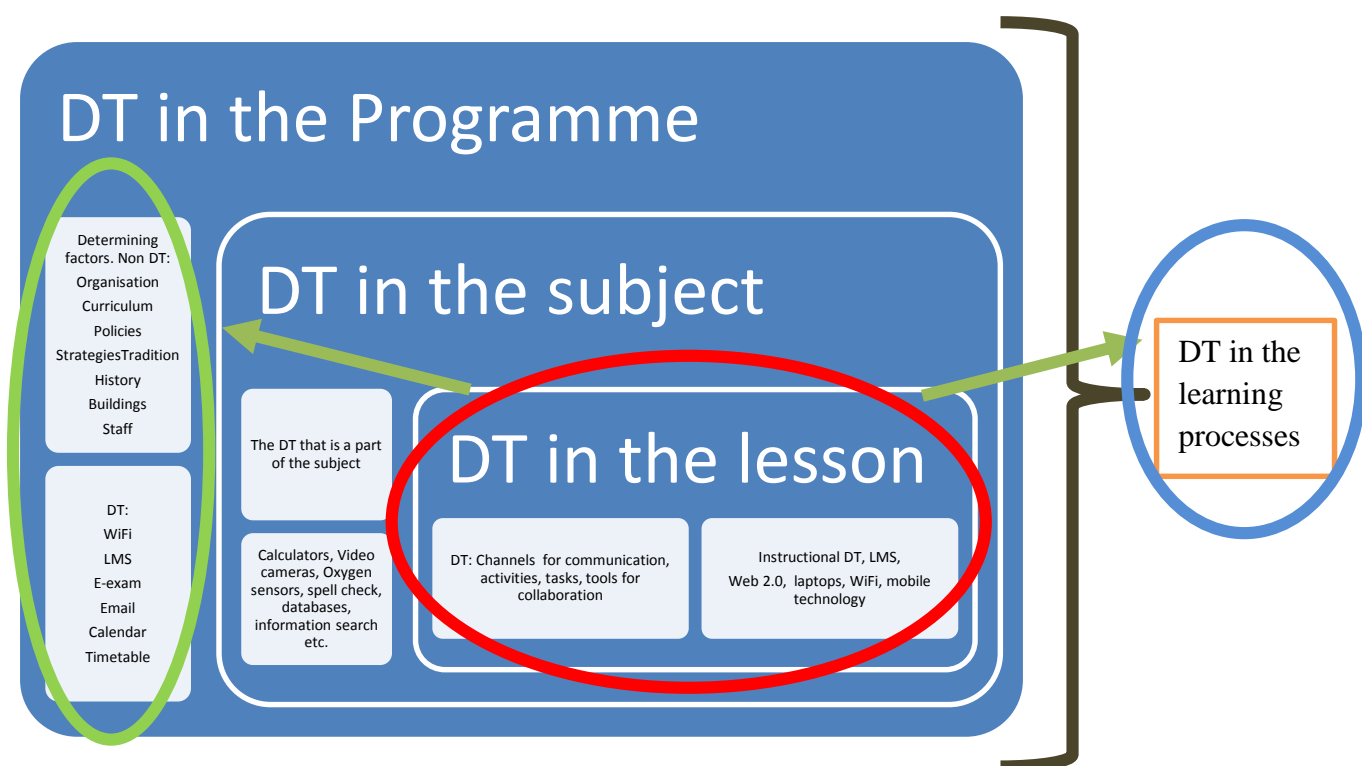 DT in the Programme
Determining
factors. Non DT:
Organisation
Curriculum
Policies
StrategiesTradition
History
Buildings
Staff
DT:
WiFi
LMS
E-exam
Email
Calendar
Timetable
DT in the subject
The DT that is a part
of the subject
Calculators, Video
cameras, Oxygen
sensors, spell check,
databases,
information search
etc.
DT in the lesson
DT: Channels for communication,
activities, tasks, tools for
collaboration
Instructional DT, LMS,
Web 2.0, laptops, WiFi, mobile
technology
DT in the
learning
processes